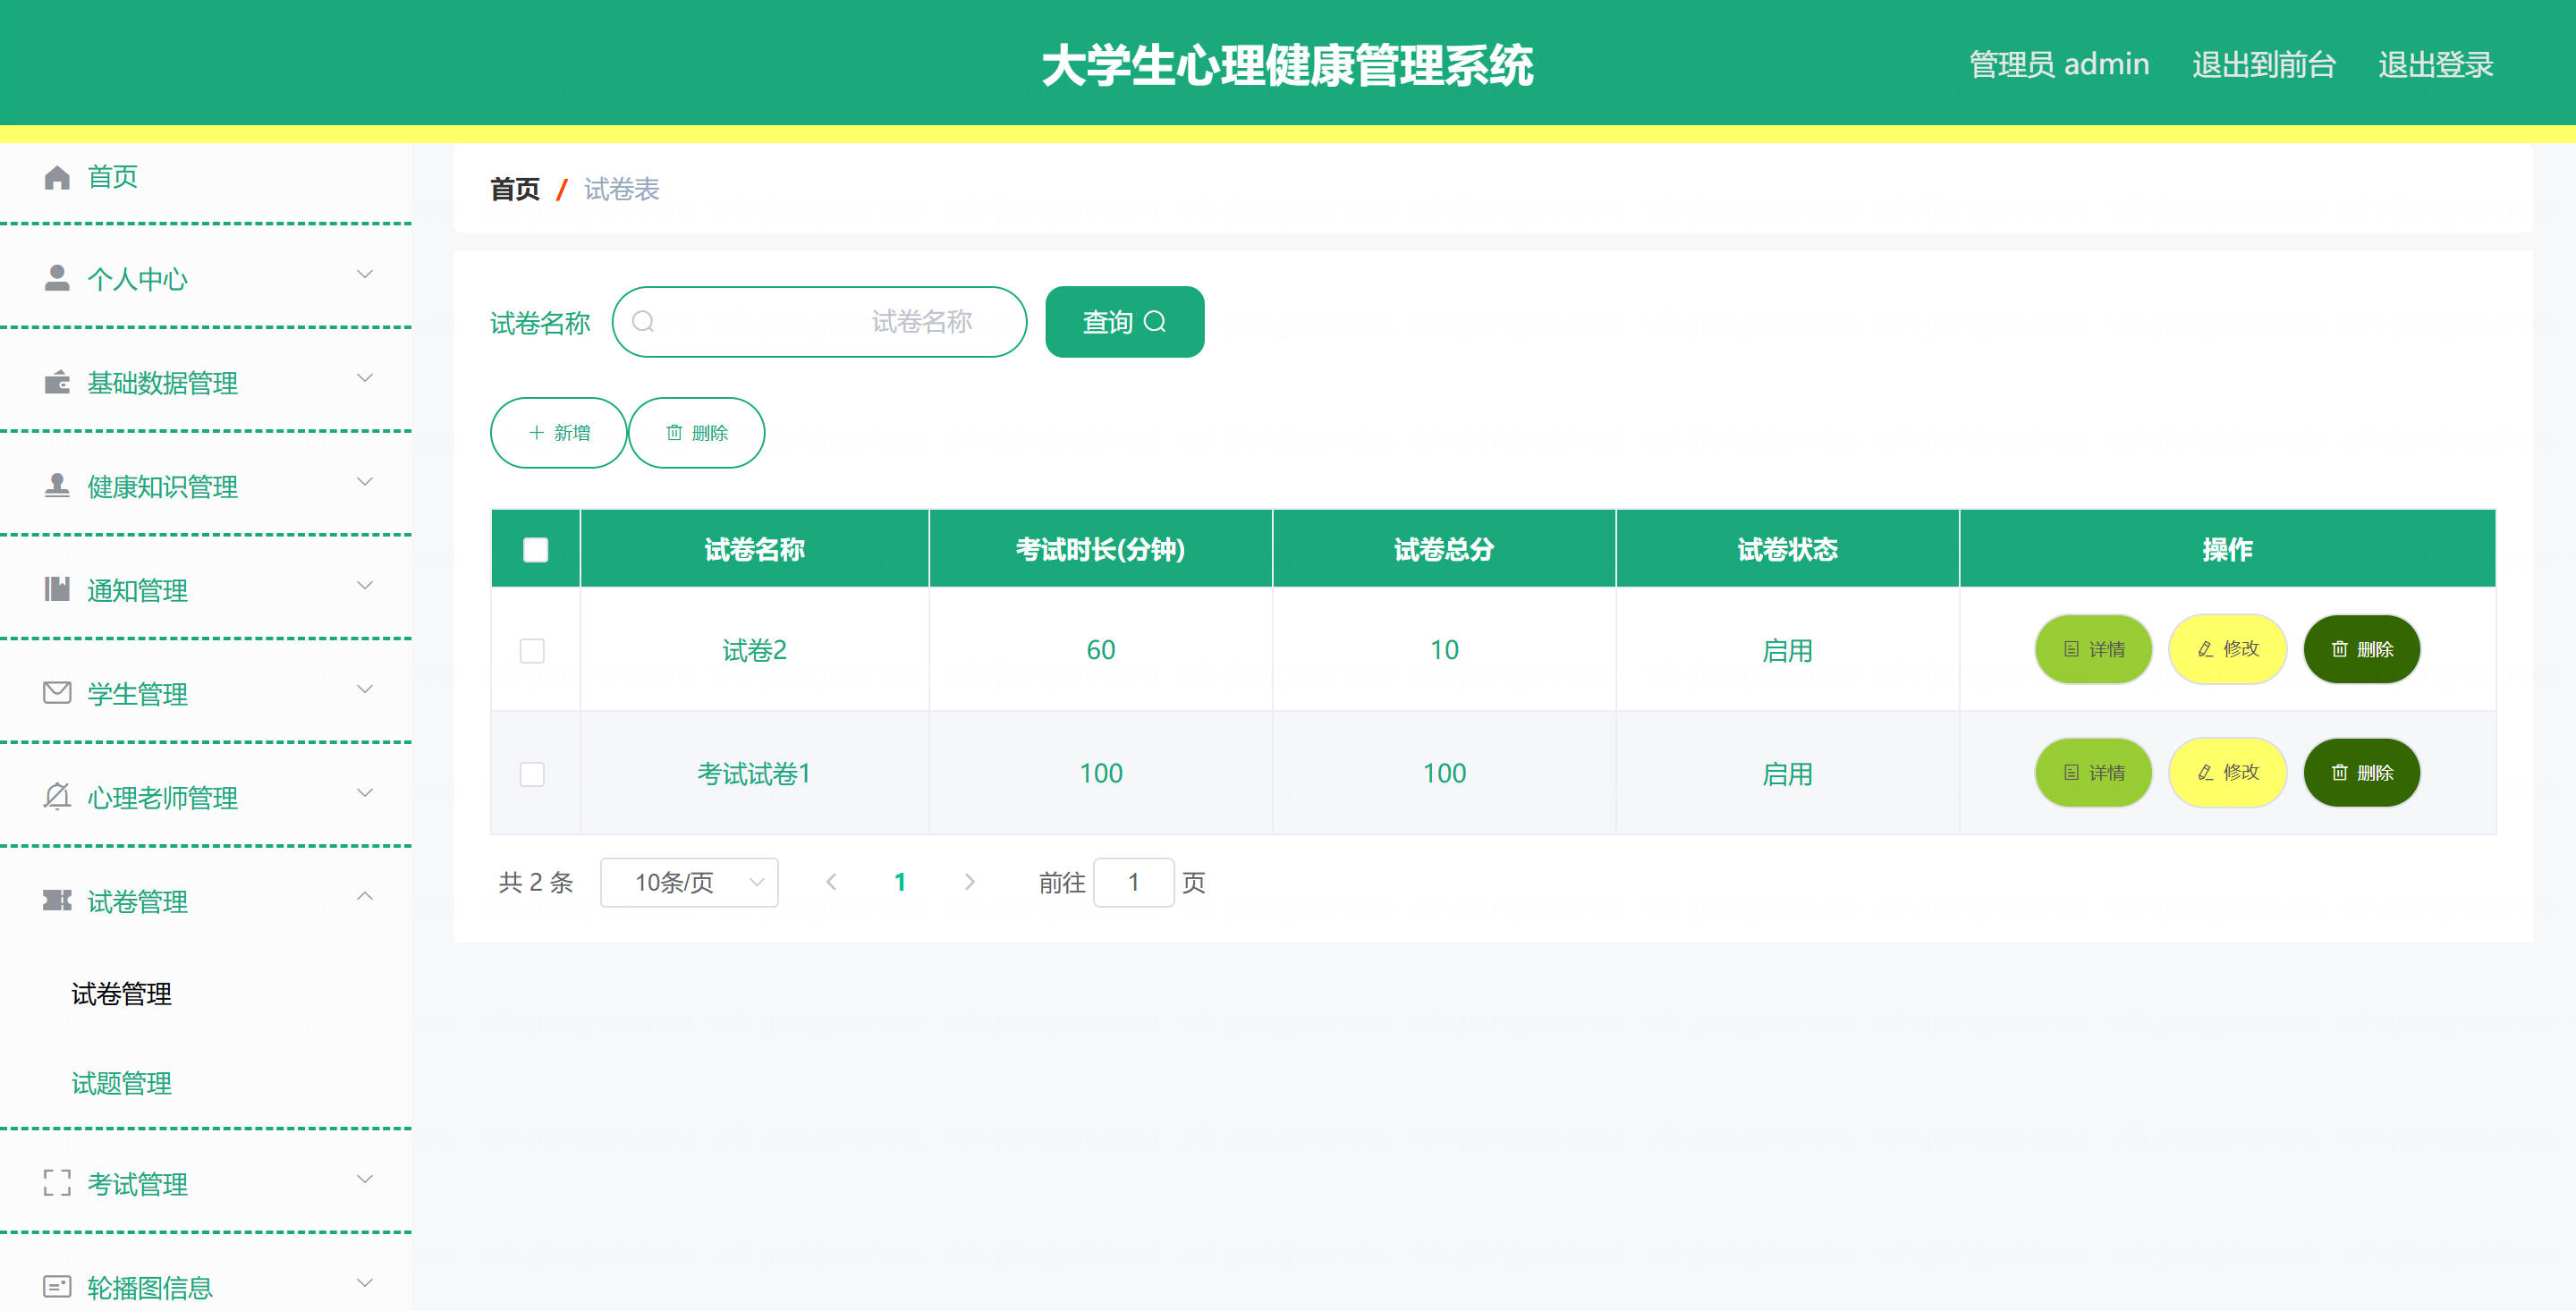 大学生心理健康管理系统
管理员 admin 退出到前台 退出登录
首页
个人中心
基础数据管理
健康知识管理
通知管理
学生管理
心理老师管理
试卷管理
试卷管理
试题管理
考试管理
轮播图信息
首页 / 试卷表
试卷名称 试卷名称 查询
新增 删除
试卷名称 考试时长(分钟) 试卷总分 试卷状态 操作
试卷2 60 10 启用 详情 修改 删除
考试试卷1 100 100 启用 详情 修改 删除
共 2 条 10条/页 1 前往 1 页